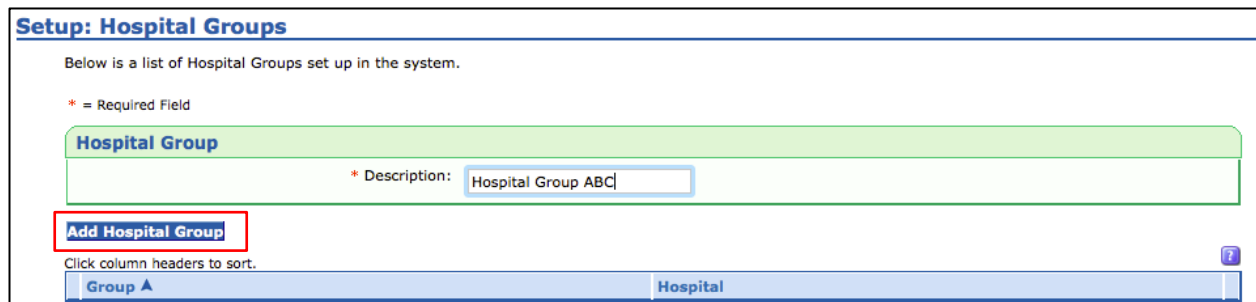 Setup: Hospital Groups
Below is a list of Hospital Groups set up in the system.
* = Required Field
Hospital Group
* Description: Hospital Group ABC
Add Hospital Group
Click column headers to sort.
?
Group ▲ Hospital